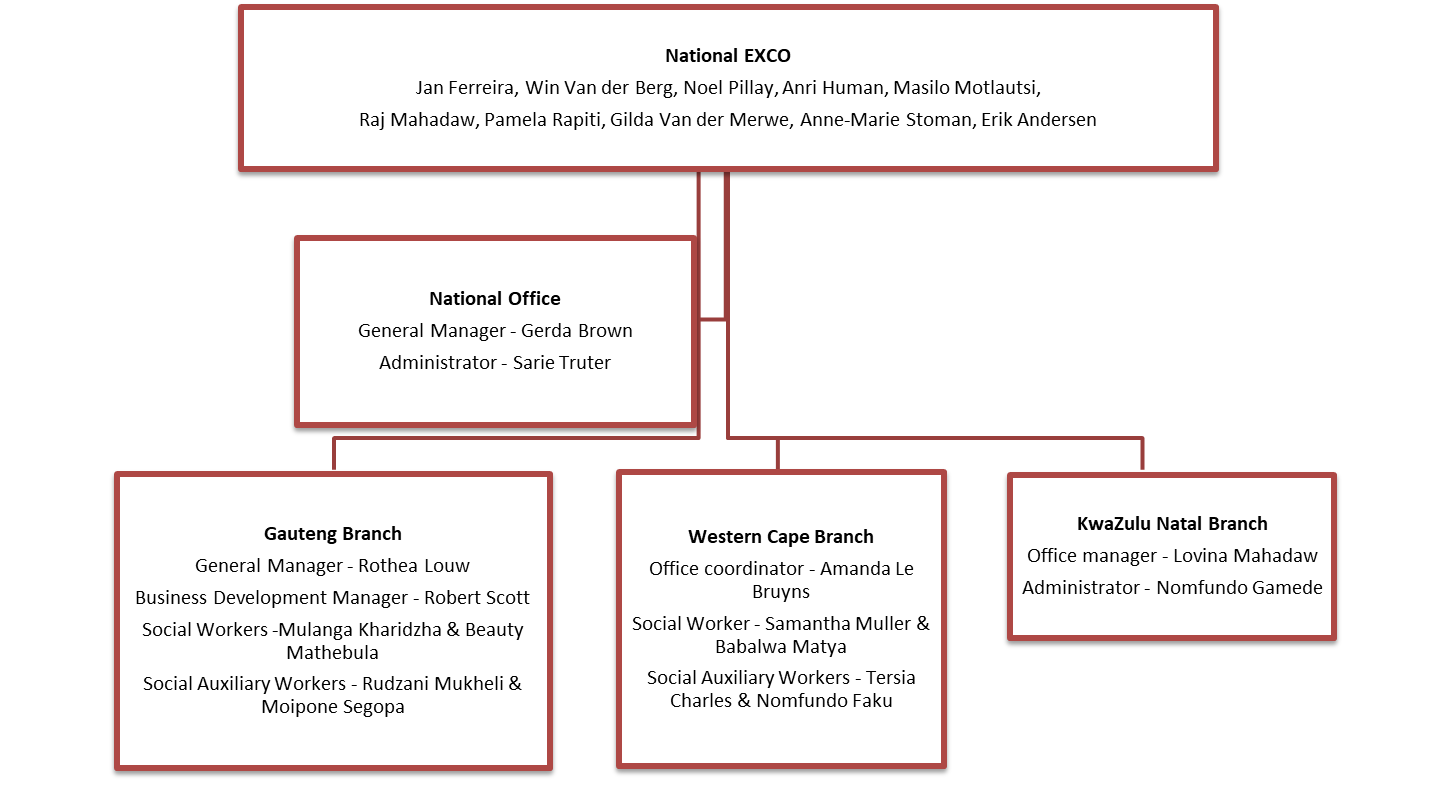 National EXCO
Jan Ferreira, Win Van der Berg, Noel Pillay, Anri Human, Masilo Motlautsi,
Raj Mahadaw, Pamela Rapiti, Gilda Van der Merwe, Anne-Marie Stoman, Erik Andersen
National Office
General Manager - Gerda Brown
Administrator - Sarie Truter
Gauteng Branch
General Manager - Rothea Louw
Business Development Manager - Robert Scott
Social Workers -Mulanga Kharidzha & Beauty
Mathebula
Social Auxiliary Workers - Rudzani Mukheli &
Moipone Segopa
Western Cape Branch
Office coordinator - Amanda Le
Bruyns
Social Worker - Samantha Muller &
Babalwa Matya
Social Auxiliary Workers - Tersia
Charles & Nomfundo Faku
KwaZulu Natal Branch
Office manager - Lovina Mahadaw
Administrator - Nomfundo Gamede